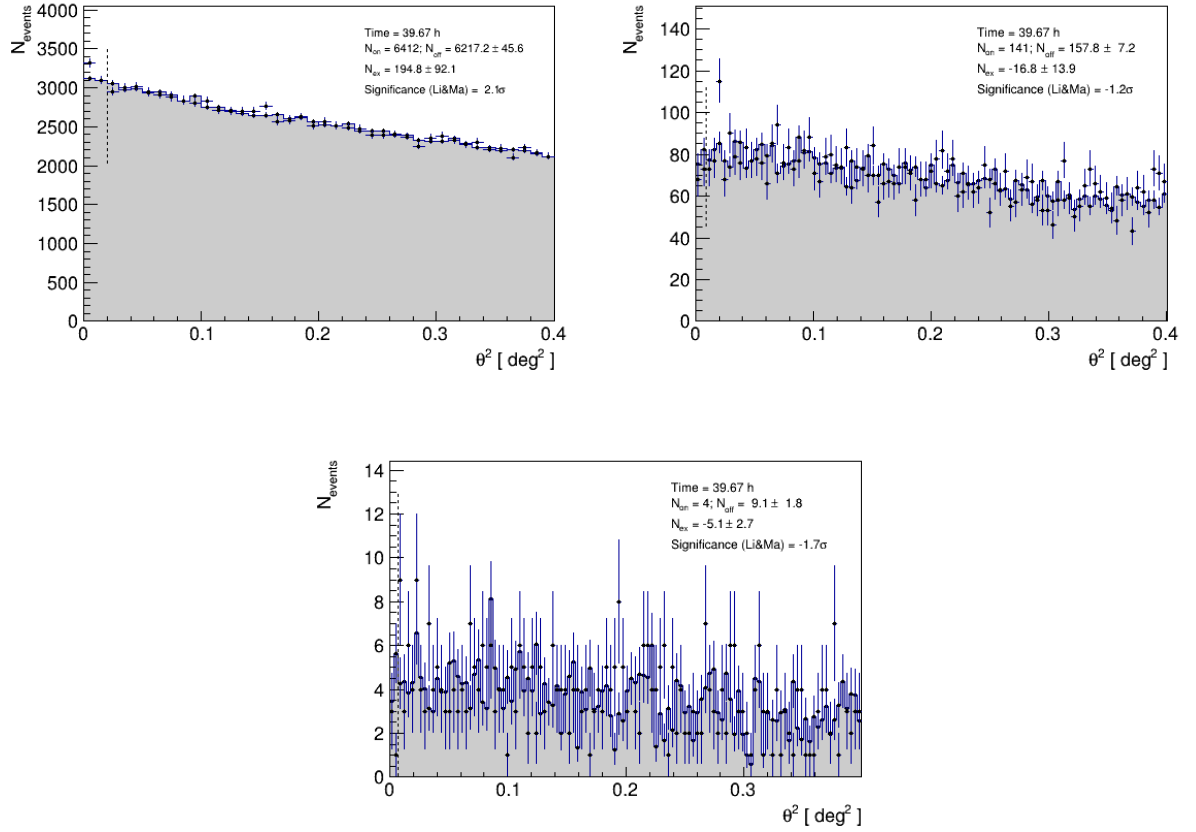 N_events
4000
3500
3000
2500
2000
1500
1000
500
0
Time = 39.67 h
N_on = 6412; N_off = 6217.2 ± 45.6
N_ex = 194.8 ± 92.1
Significance (Li&Ma) = 2.1σ
0 0.1 0.2 0.3 0.4
θ² [ deg² ]
N_events
140
120
100
80
60
40
20
0
Time = 39.67 h
N_on = 141; N_off = 157.8 ± 7.2
N_ex = -16.8 ± 13.9
Significance (Li&Ma) = -1.2σ
0 0.1 0.2 0.3 0.4
θ² [ deg² ]
N_events
14
12
10
8
6
4
2
0
Time = 39.67 h
N_on = 4; N_off = 9.1 ± 1.8
N_ex = -5.1 ± 2.7
Significance (Li&Ma) = -1.7σ
0 0.1 0.2 0.3
θ² [ deg² ]